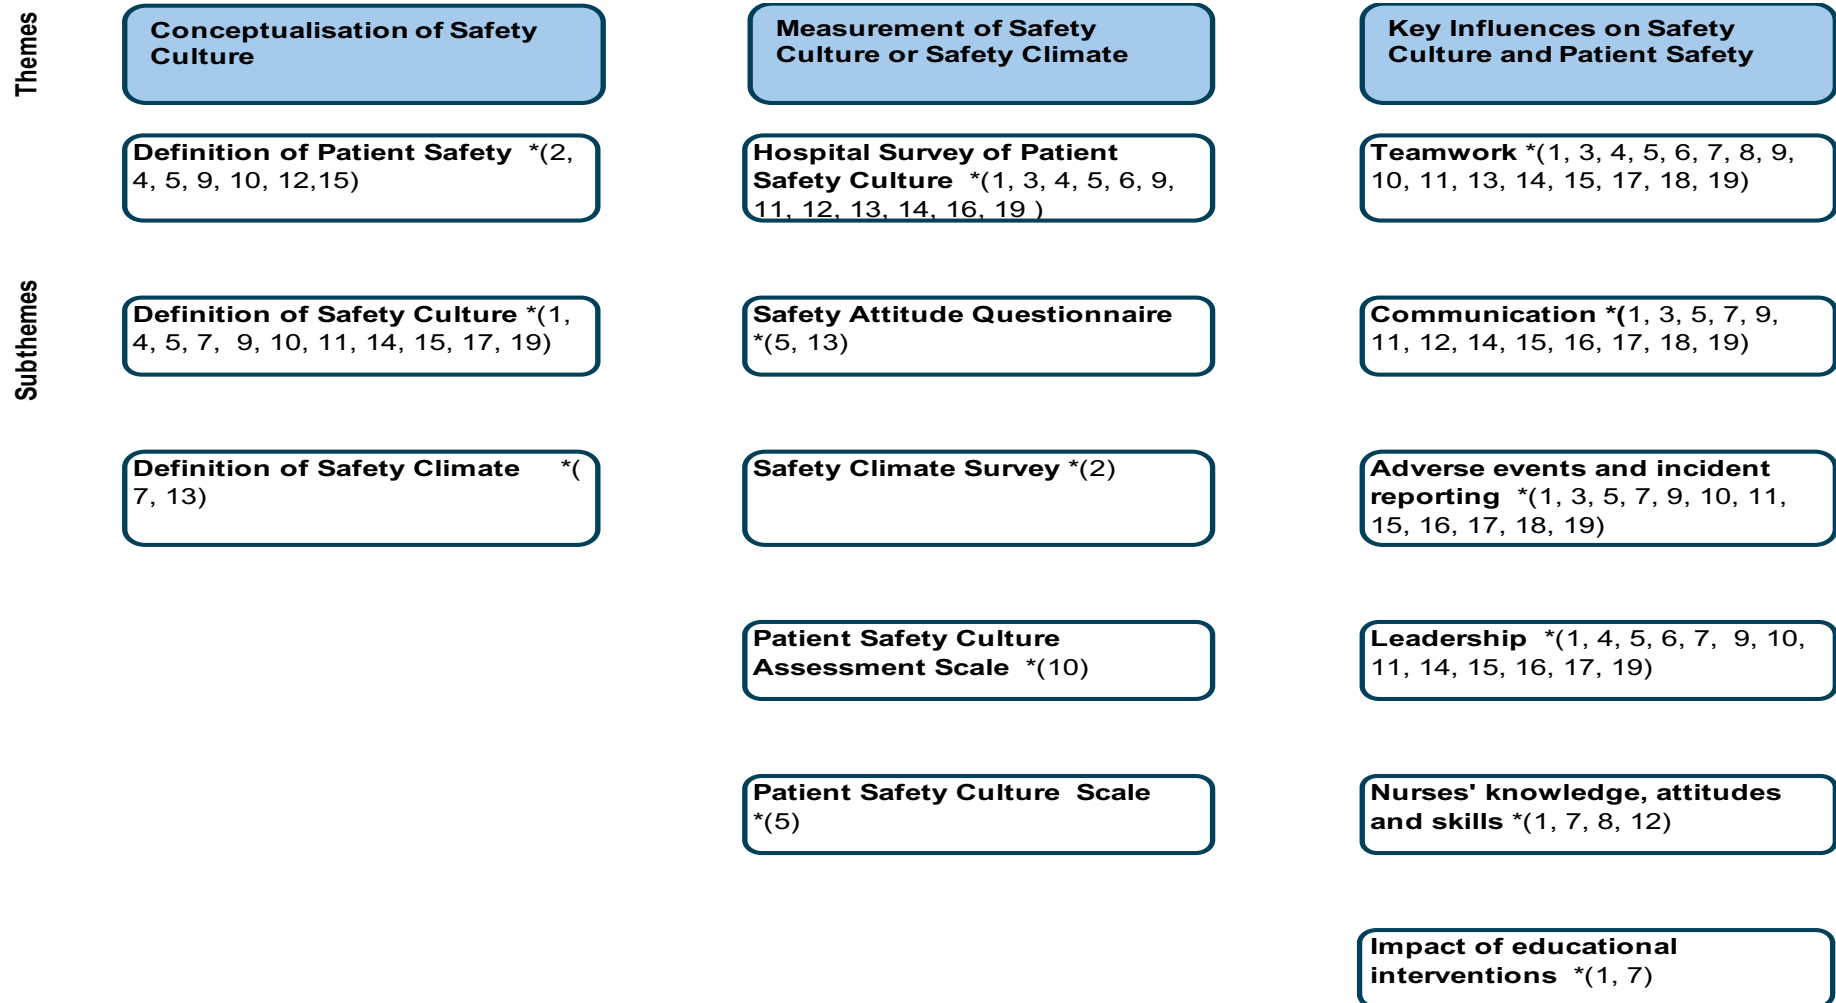 Themes
Conceptualisation of Safety
Culture
Measurement of Safety
Culture or Safety Climate
Key Influences on Safety
Culture and Patient Safety
Subthemes
Definition of Patient Safety *(2,
4, 5, 9, 10, 12,15)
Hospital Survey of Patient
Safety Culture *(1, 3, 4, 5, 6, 9,
11, 12, 13, 14, 16, 19 )
Teamwork *(1, 3, 4, 5, 6, 7, 8, 9,
10, 11, 13, 14, 15, 17, 18, 19)
Definition of Safety Culture *(1,
4, 5, 7, 9, 10, 11, 14, 15, 17, 19)
Safety Attitude Questionnaire
*(5, 13)
Communication *(1, 3, 5, 7, 9,
11, 12, 14, 15, 16, 17, 18, 19)
Definition of Safety Climate *(
7, 13)
Safety Climate Survey *(2)
Adverse events and incident
reporting *(1, 3, 5, 7, 9, 10, 11,
15, 16, 17, 18, 19)
Patient Safety Culture
Assessment Scale *(10)
Leadership *(1, 4, 5, 6, 7, 9, 10,
11, 14, 15, 16, 17, 19)
Patient Safety Culture Scale
*(5)
Nurses' knowledge, attitudes
and skills *(1, 7, 8, 12)
Impact of educational
interventions *(1, 7)